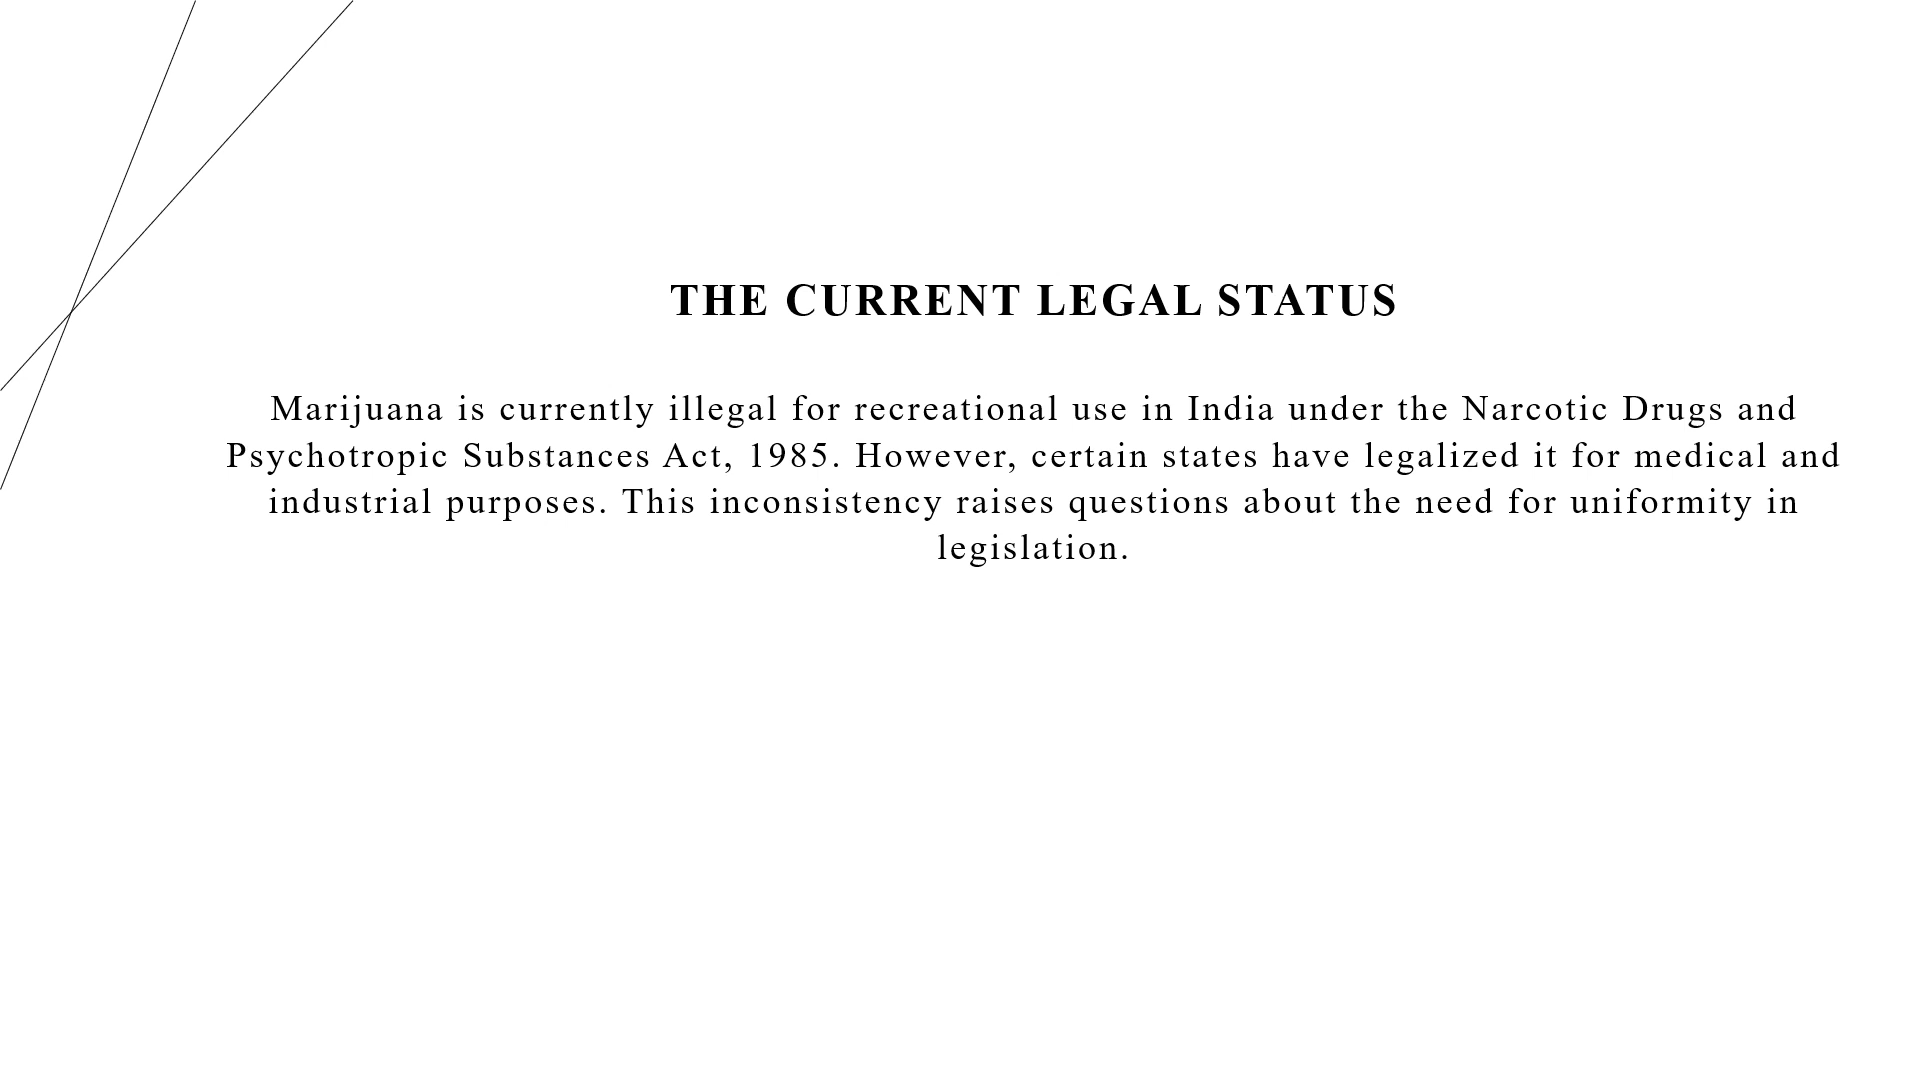 THE CURRENT LEGAL STATUS
Marijuana is currently illegal for recreational use in India under the Narcotic Drugs and
Psychotropic Substances Act, 1985. However, certain states have legalized it for medical and
industrial purposes. This inconsistency raises questions about the need for uniformity in
legislation.